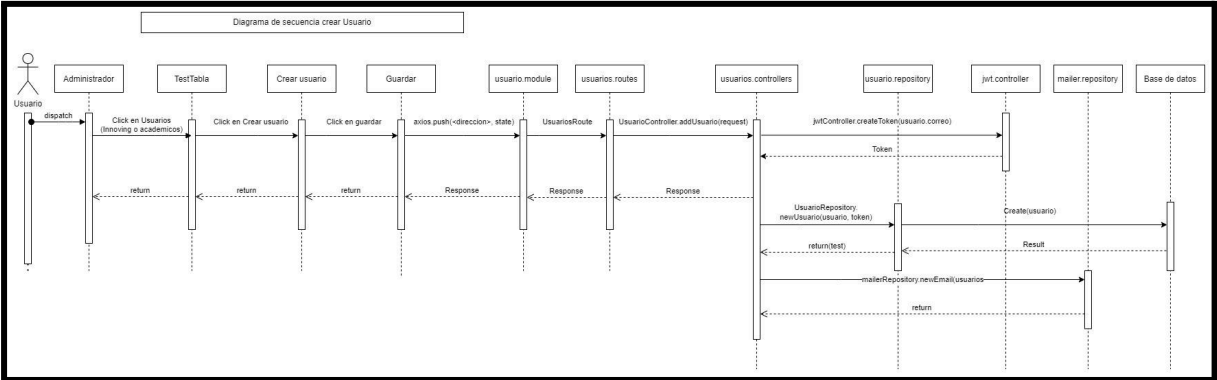 Diagrama de secuencia crear Usuario
Usuario
Administrador
TestTabla
Crear usuario
Guardar
usuario.module
usuarios.routes
usuarios.controllers
usuario.repository
jwt.controller
mailer.repository
Base de datos
dispatch
Click en Usuarios
(Innoving o academicos)
Click en Crear usuario
Click en guardar
axios.push(<direccion>, state)
UsuariosRoute
UsuarioController.addUsuario(request)
jwtController.createToken(usuario.correo)
Token
return
return
return
Response
Response
Response
UsuarioRepository.
newUsuario(usuario, token)
Create(usuario)
return(test)
Result
mailerRepository.newEmail(usuarios
return